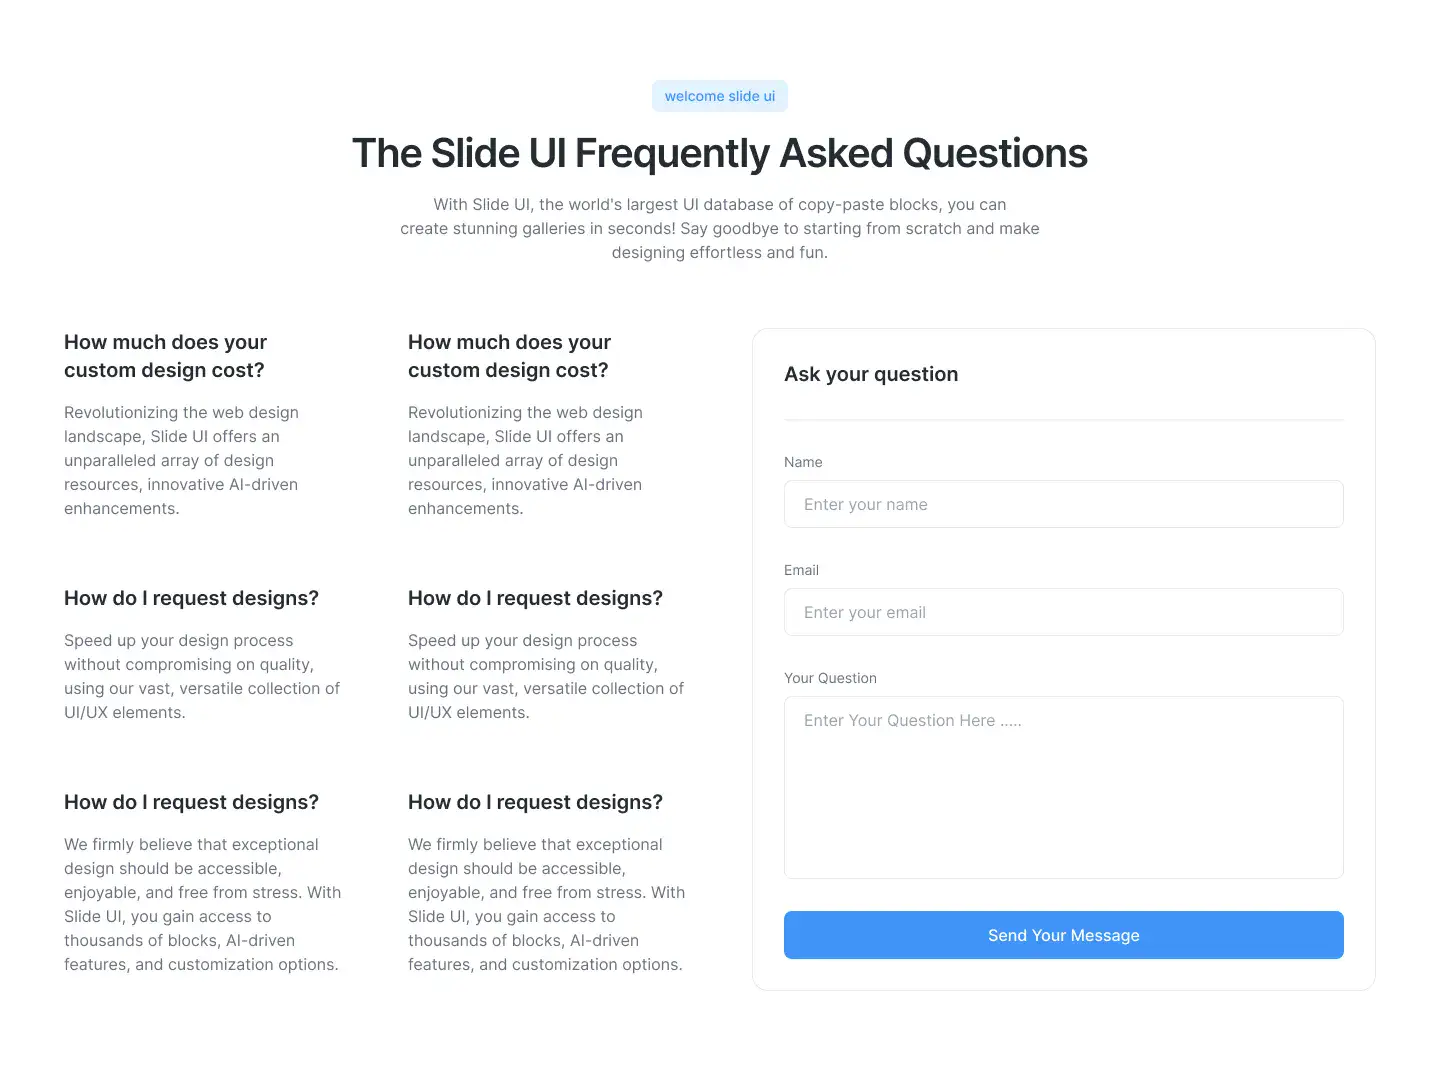 welcome slide ui
The Slide UI Frequently Asked Questions
With Slide UI, the world's largest UI database of copy-paste blocks, you can
create stunning galleries in seconds! Say goodbye to starting from scratch and make
designing effortless and fun.
How much does your
custom design cost?
Revolutionizing the web design
landscape, Slide UI offers an
unparalleled array of design
resources, innovative AI-driven
enhancements.
How do I request designs?
Speed up your design process
without compromising on quality,
using our vast, versatile collection of
UI/UX elements.
How do I request designs?
We firmly believe that exceptional
design should be accessible,
enjoyable, and free from stress. With
Slide UI, you gain access to
thousands of blocks, AI-driven
features, and customization options.
How much does your
custom design cost?
Revolutionizing the web design
landscape, Slide UI offers an
unparalleled array of design
resources, innovative AI-driven
enhancements.
How do I request designs?
Speed up your design process
without compromising on quality,
using our vast, versatile collection of
UI/UX elements.
How do I request designs?
We firmly believe that exceptional
design should be accessible,
enjoyable, and free from stress. With
Slide UI, you gain access to
thousands of blocks, AI-driven
features, and customization options.
Ask your question
Name
Enter your name
Email
Enter your email
Your Question
Enter Your Question Here .....
Send Your Message